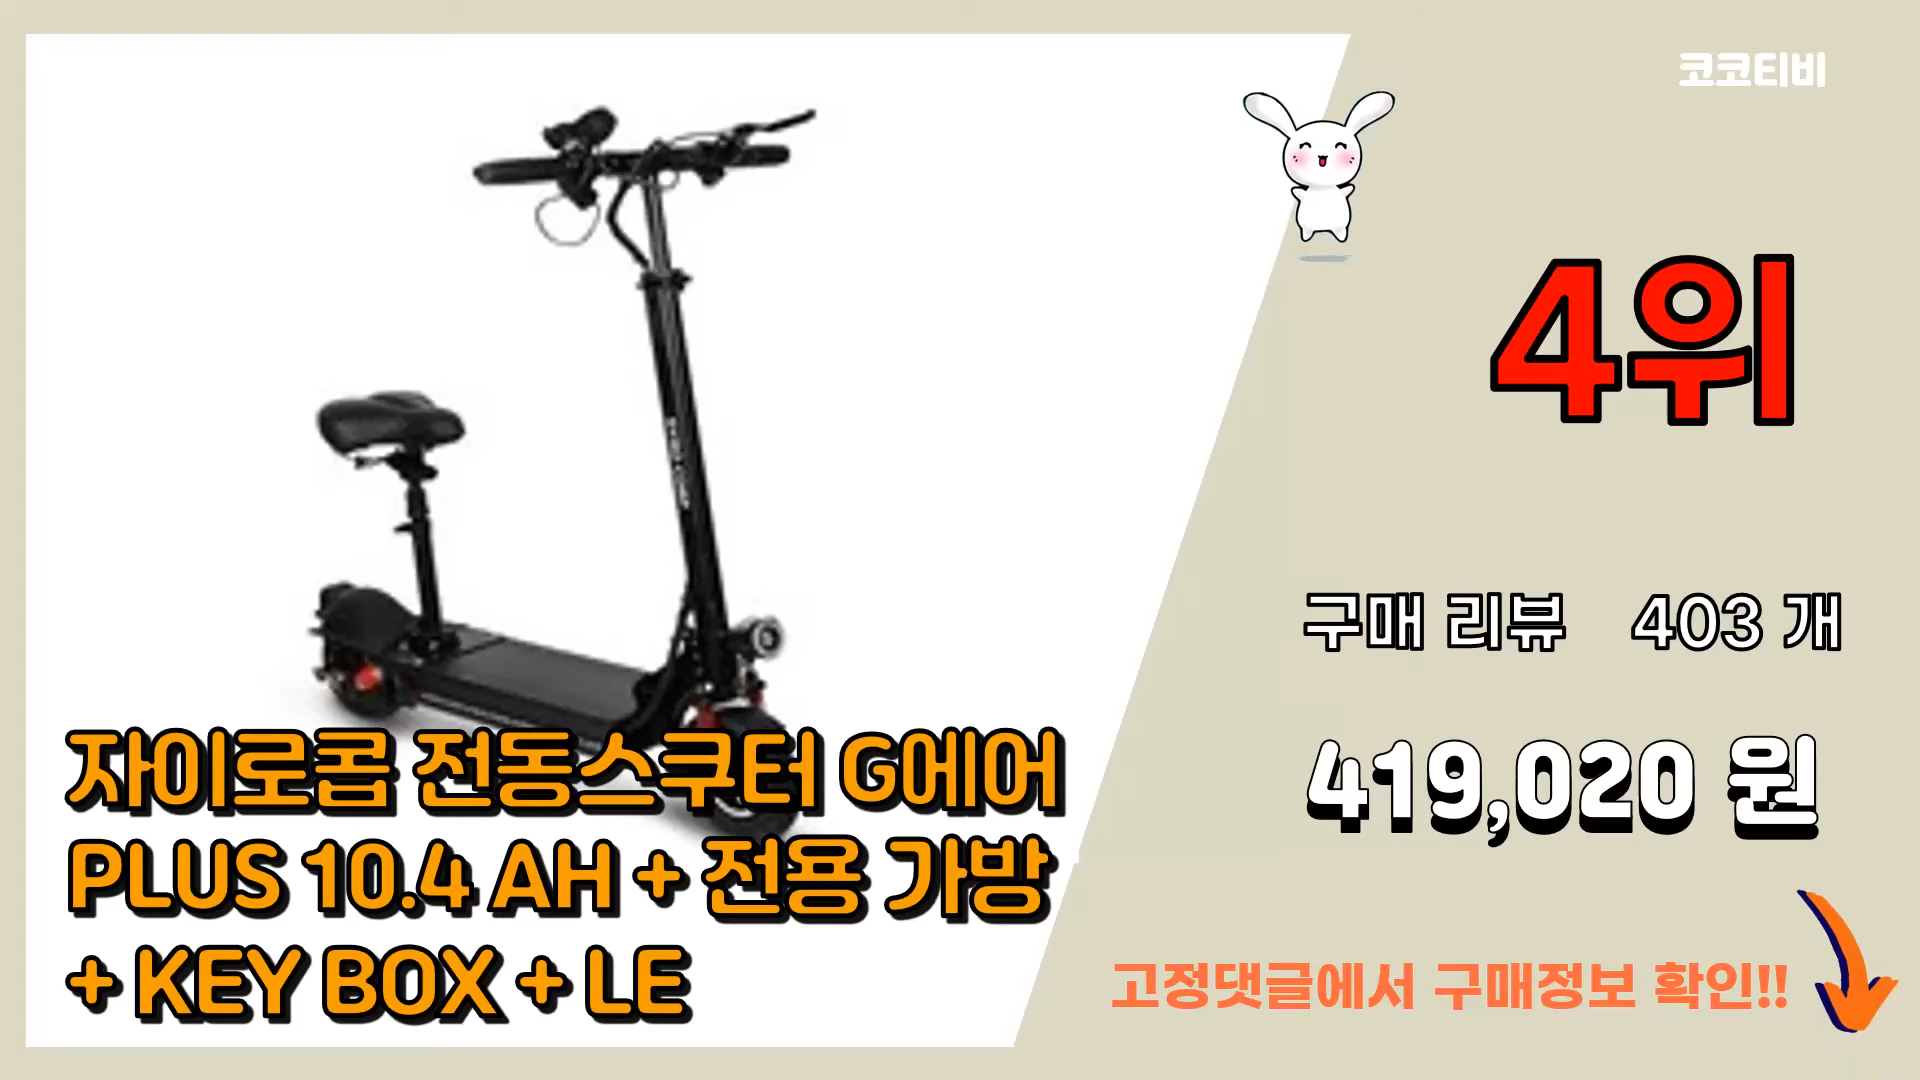 코코티비
4위
구매 리뷰 403 개
419,020 원
자이로콥 전동스쿠터 G에어
PLUS 10.4 AH + 전용 가방
+ KEY BOX + LE
고정댓글에서 구매정보 확인!!